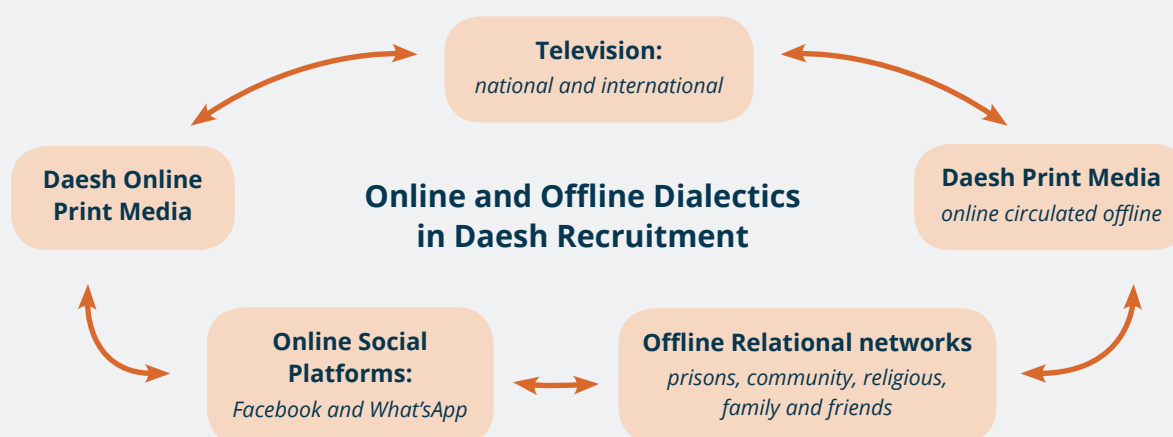 Television:
national and international
Daesh Online
Print Media
Online and Offline Dialectics
in Daesh Recruitment
Daesh Print Media
online circulated offline
Online Social
Platforms:
Facebook and What'sApp
Offline Relational networks
prisons, community, religious,
family and friends